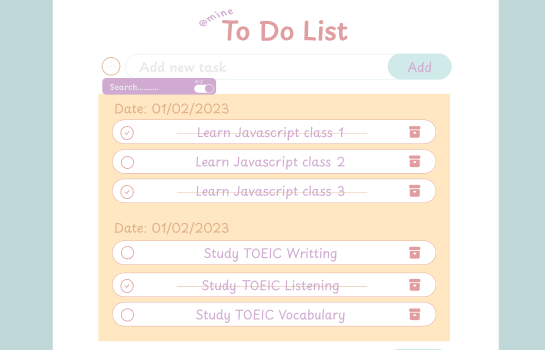 @mine
To Do List
Add new task
Add
Search..........
A-Z
Date: 01/02/2023
Learn Javascript class 1
Learn Javascript class 2
Learn Javascript class 3
Date: 01/02/2023
Study TOEIC Writting
Study TOEIC Listening
Study TOEIC Vocabulary